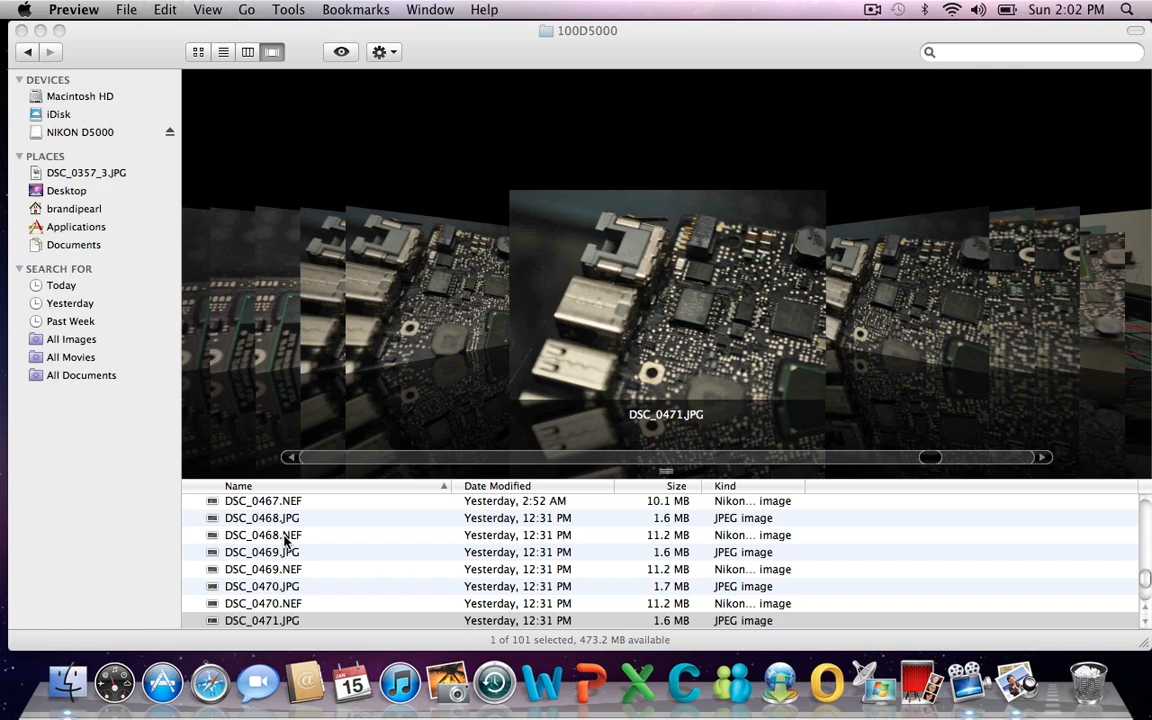 Preview File Edit View Go Tools Bookmarks Window Help Sun 2:02 PM
100D5000
DEVICES
Macintosh HD
iDisk
NIKON D5000
PLACES
DSC_0357_3.JPG
Desktop
brandipearl
Applications
Documents
SEARCH FOR
Today
Yesterday
Past Week
All Images
All Movies
All Documents
DSC_0471.JPG
Name Date Modified Size Kind
DSC_0467.NEF Yesterday, 2:52 AM 10.1 MB Nikon... image
DSC_0468.JPG Yesterday, 12:31 PM 1.6 MB JPEG image
DSC_0468.NEF Yesterday, 12:31 PM 11.2 MB Nikon... image
DSC_0469.JPG Yesterday, 12:31 PM 1.6 MB JPEG image
DSC_0469.NEF Yesterday, 12:31 PM 11.2 MB Nikon... image
DSC_0470.JPG Yesterday, 12:31 PM 1.7 MB JPEG image
DSC_0470.NEF Yesterday, 12:31 PM 11.2 MB Nikon... image
DSC_0471.JPG Yesterday, 12:31 PM 1.6 MB JPEG image
1 of 101 selected, 473.2 MB available
JAN
15